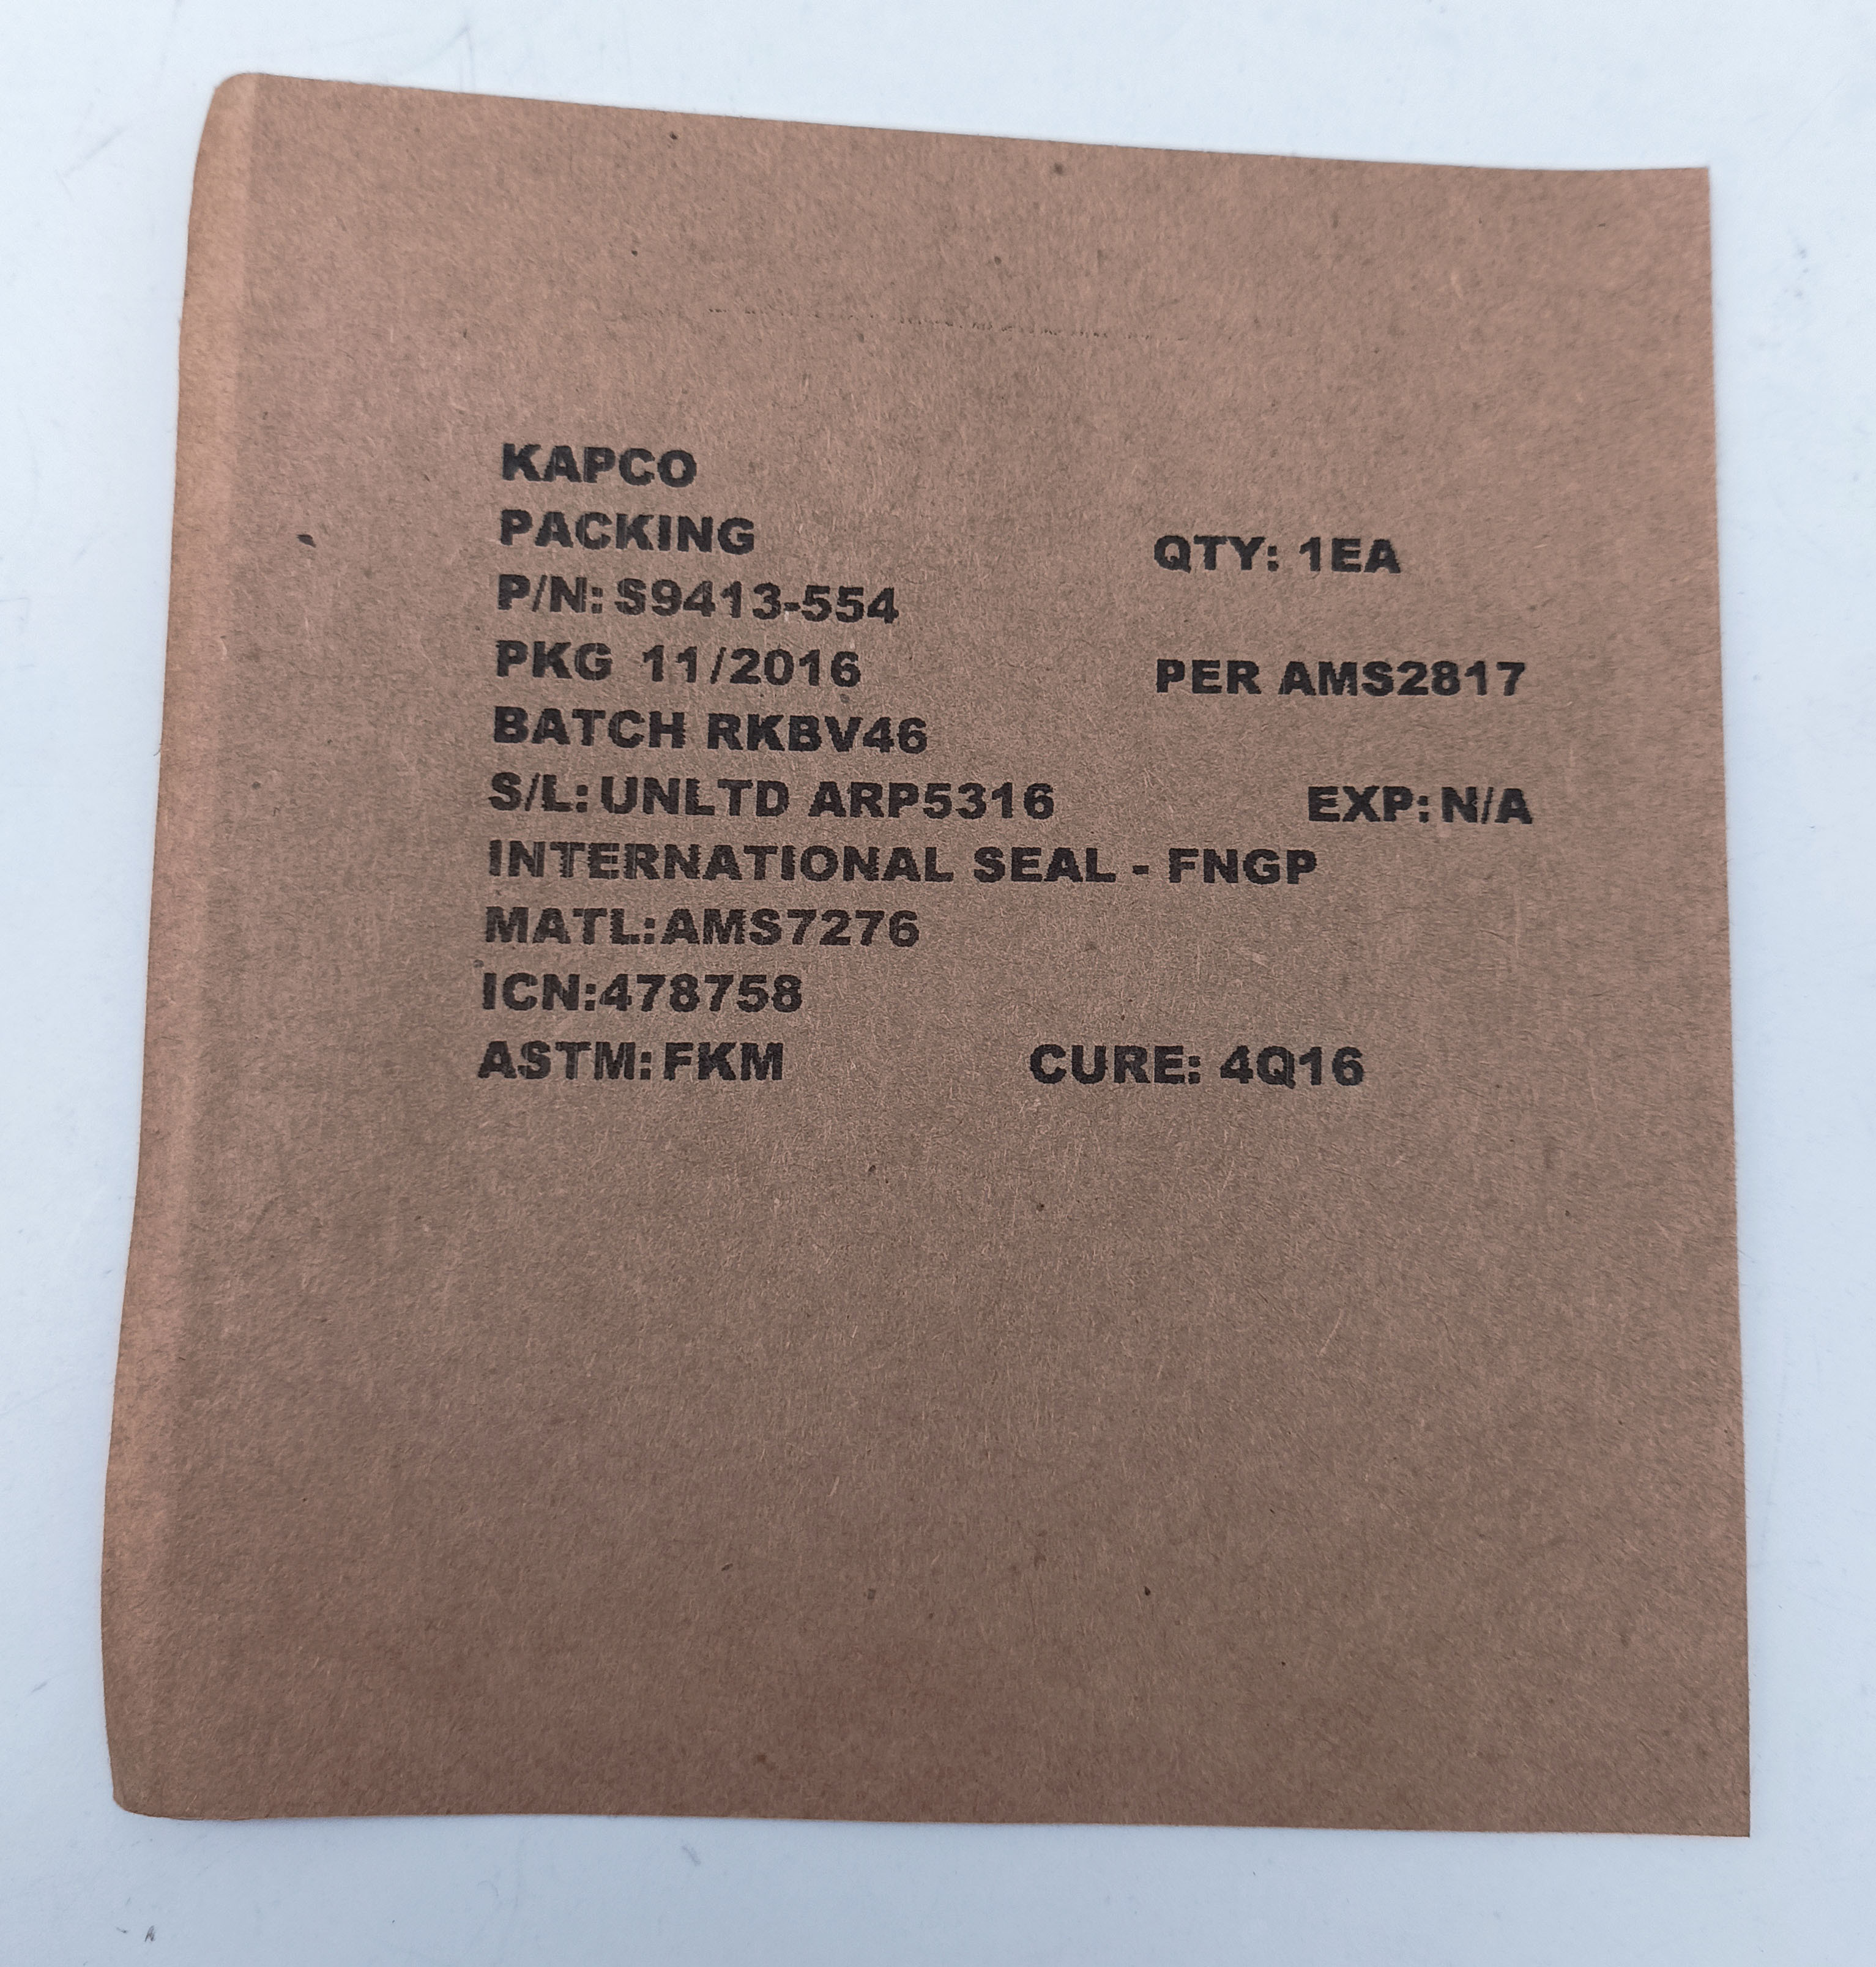 KAPCO
PACKING QTY: 1EA
P/N: S9413-554
PKG 11/2016 PER AMS2817
BATCH RKBV46
S/L: UNLTD ARP5316 EXP: N/A
INTERNATIONAL SEAL - FNGP
MATL: AMS7276
ICN:478758
ASTM: FKM CURE: 4Q16